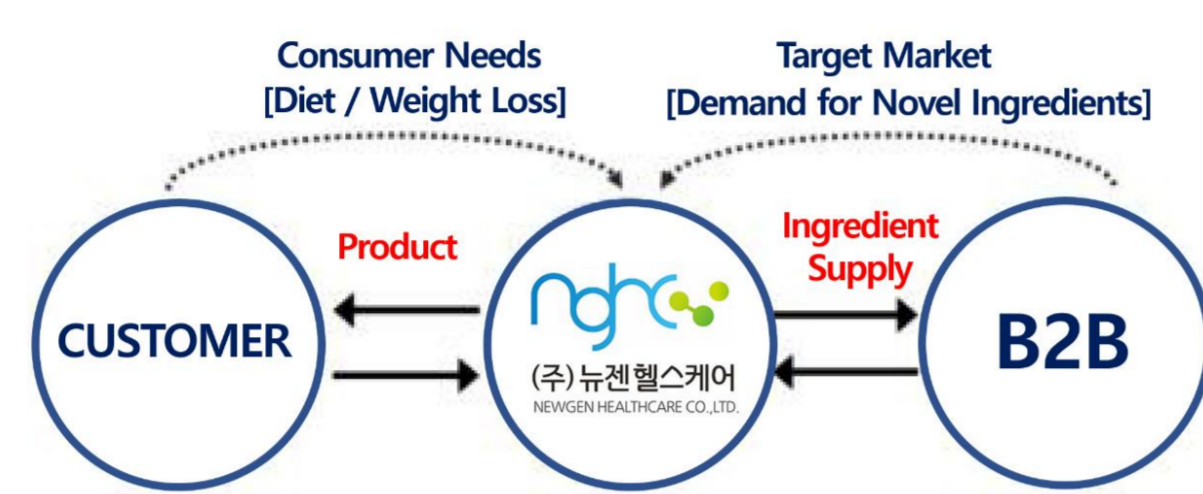 Consumer Needs
[Diet / Weight Loss]
Target Market
[Demand for Novel Ingredients]
Product
Ingredient
Supply
CUSTOMER
nghc
(주)뉴젠헬스케어
NEWGEN HEALTHCARE CO.,LTD.
B2B